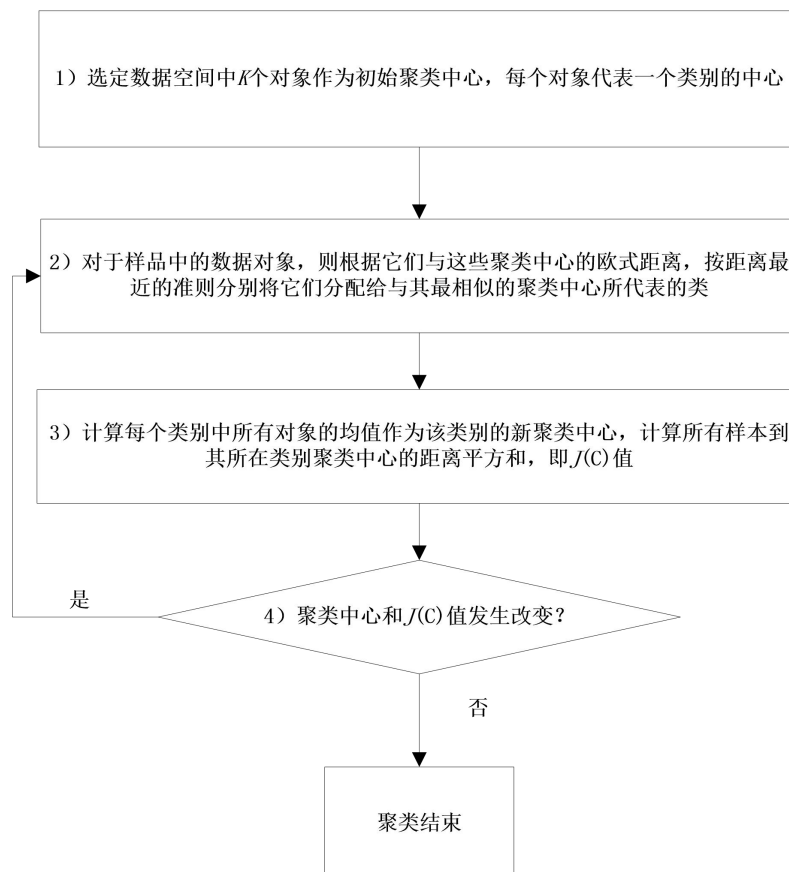 1）选定数据空间中K个对象作为初始聚类中心，每个对象代表一个类别的中心
2）对于样品中的数据对象，则根据它们与这些聚类中心的欧式距离，按距离最
近的准则分别将它们分配给与其最相似的聚类中心所代表的类
3）计算每个类别中所有对象的均值作为该类别的新聚类中心，计算所有样本到
其所在类别聚类中心的距离平方和，即J(C)值
是
4）聚类中心和J(C)值发生改变？
否
聚类结束